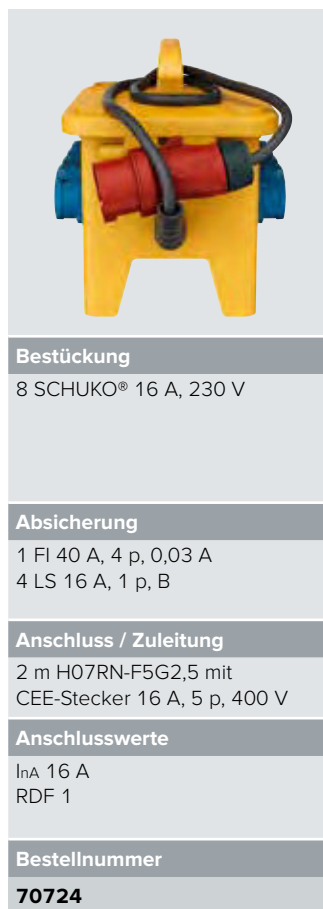 Bestückung
8 SCHUKO® 16 A, 230 V
Absicherung
1 FI 40 A, 4 p, 0,03 A
4 LS 16 A, 1 p, B
Anschluss / Zuleitung
2 m H07RN-F5G2,5 mit
CEE-Stecker 16 A, 5 p, 400 V
Anschlusswerte
InA 16 A
RDF 1
Bestellnummer
70724